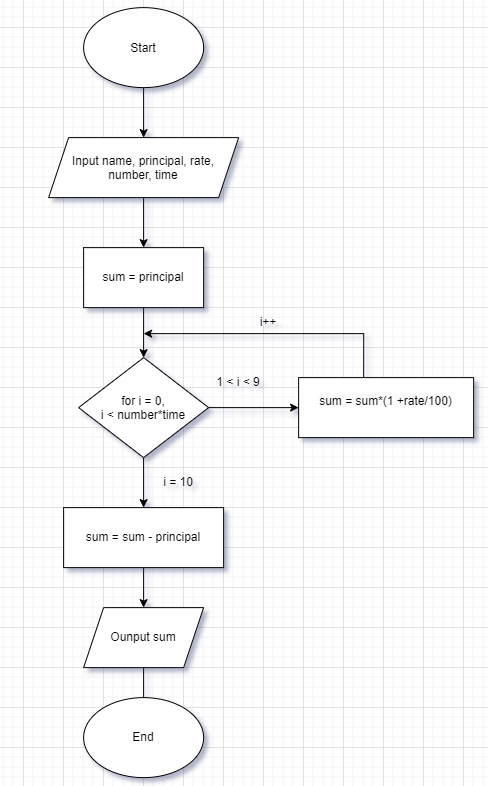 Start
Input name, principal, rate,
number, time
sum = principal
i++
for i = 0,
i < number*time
1 < i < 9
sum = sum*(1 +rate/100)
i = 10
sum = sum - principal
Ounput sum
End